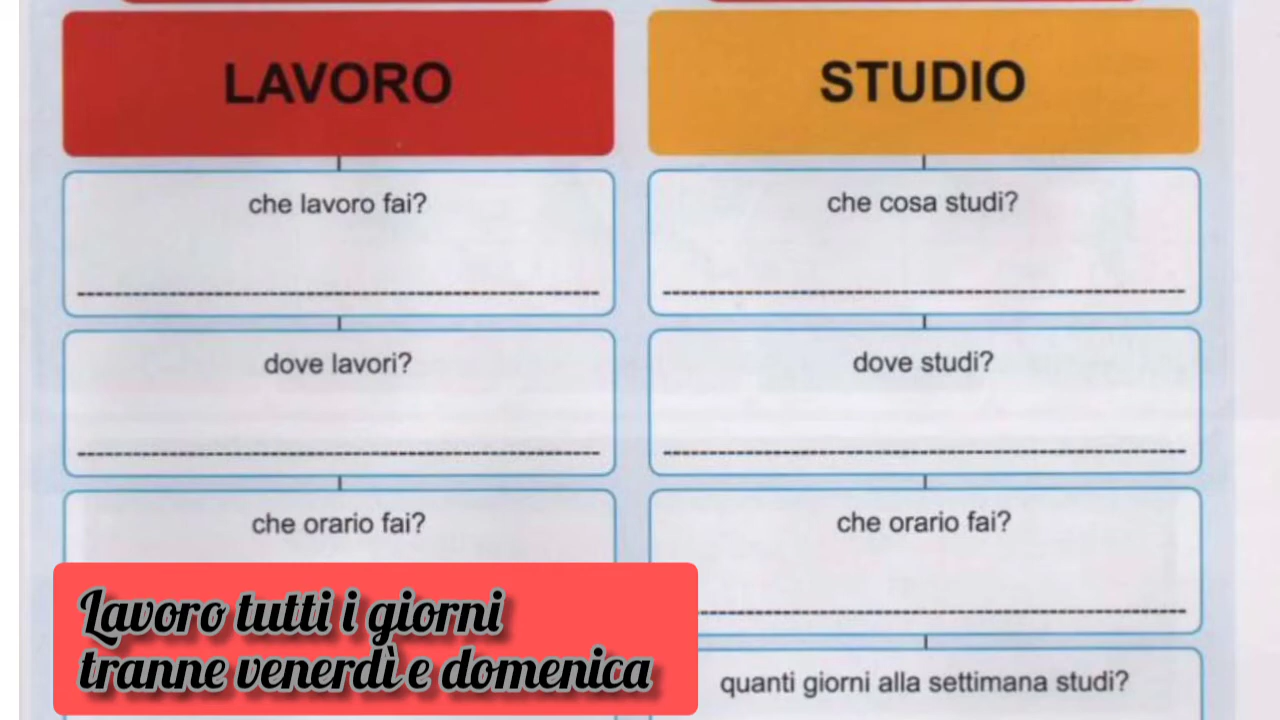 LAVORO
STUDIO
che lavoro fai?
che cosa studi?
dove lavori?
dove studi?
che orario fai?
che orario fai?
Lavoro tutti i giorni
tranne venerdì e domenica
quanti giorni alla settimana studi?